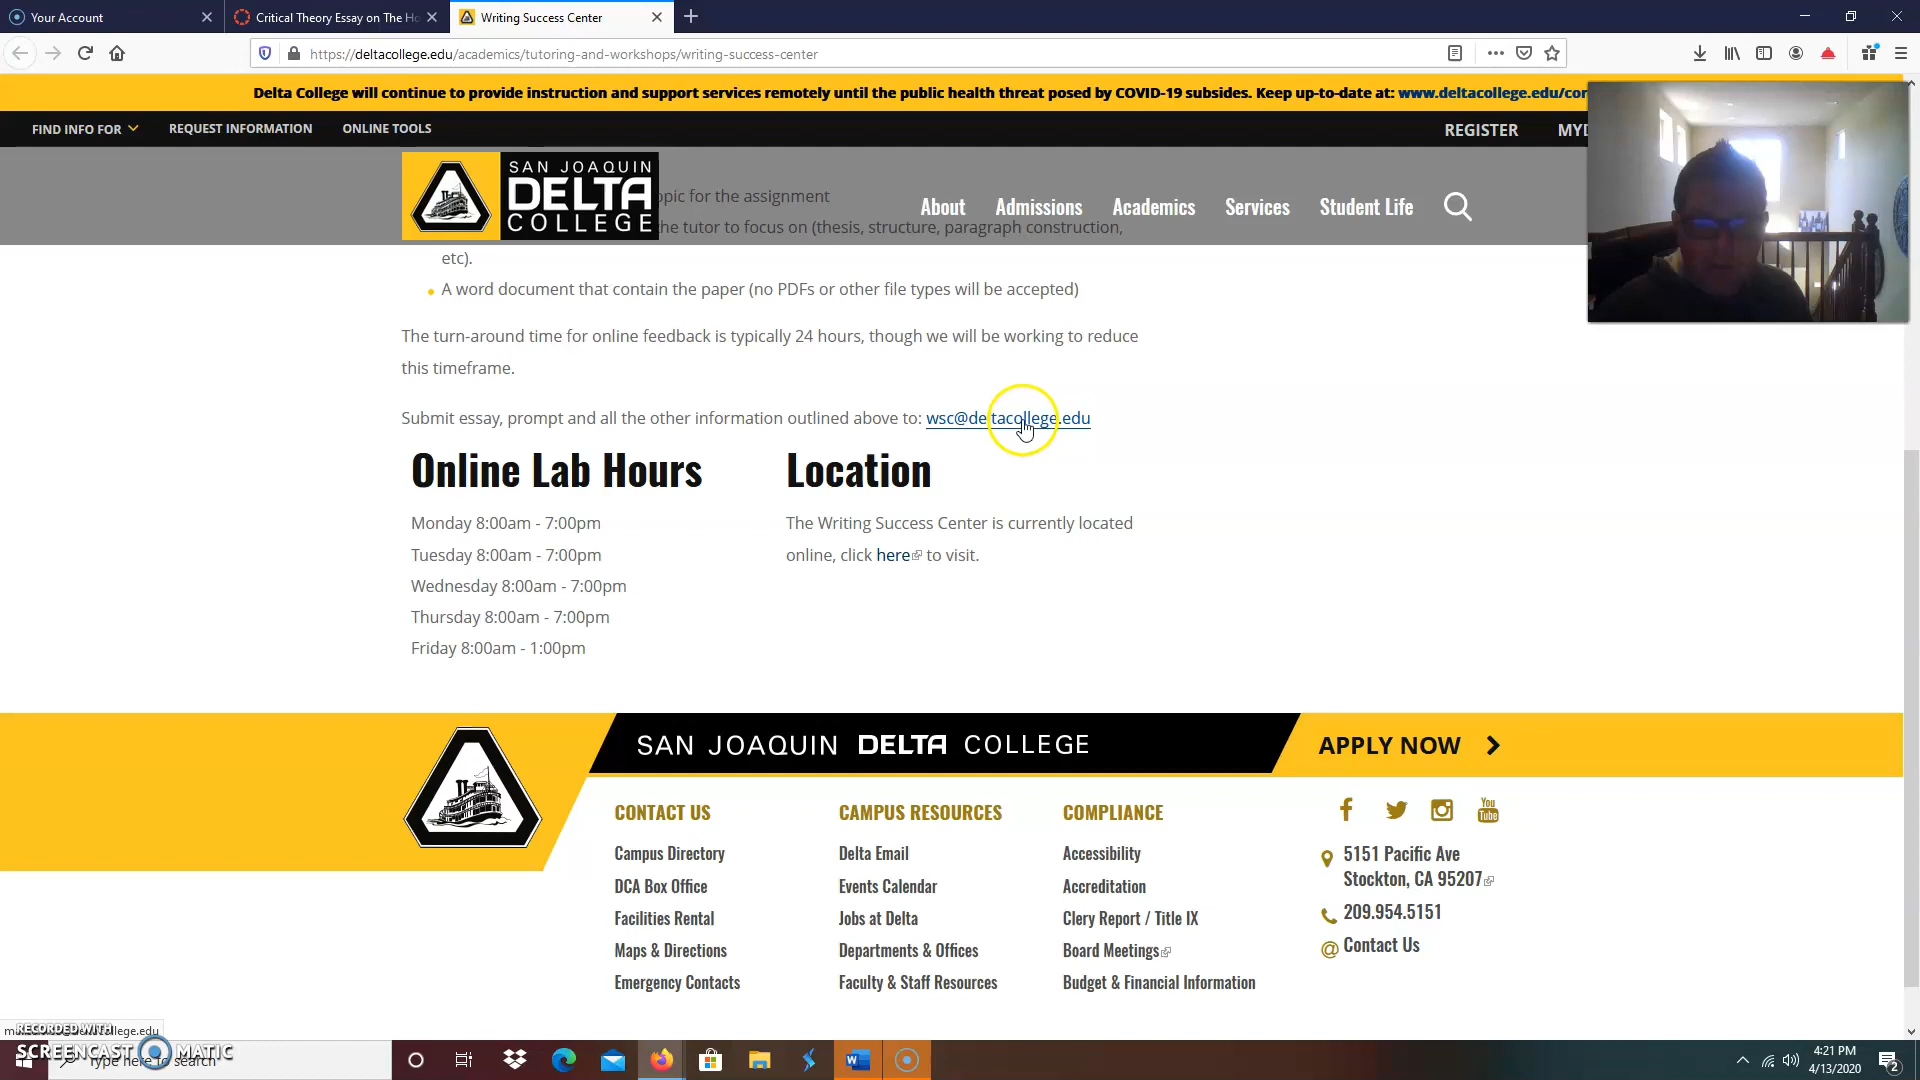 Your Account
Critical Theory Essay on The Ho
Writing Success Center
https://deltacollege.edu/academics/tutoring-and-workshops/writing-success-center
Delta College will continue to provide instruction and support services remotely until the public health threat posed by COVID-19 subsides. Keep up-to-date at: www.deltacollege.edu/cor
FIND INFO FOR
REQUEST INFORMATION
ONLINE TOOLS
REGISTER
MYD
SAN JOAQUIN
DELTA
COLLEGE
About
Admissions
Academics
Services
Student Life
opic for the assignment
the tutor to focus on (thesis, structure, paragraph construction,
etc).
A word document that contain the paper (no PDFs or other file types will be accepted)
The turn-around time for online feedback is typically 24 hours, though we will be working to reduce
this timeframe.
Submit essay, prompt and all the other information outlined above to: wsc@deltacollege.edu
Online Lab Hours
Monday 8:00am - 7:00pm
Tuesday 8:00am - 7:00pm
Wednesday 8:00am - 7:00pm
Thursday 8:00am - 7:00pm
Friday 8:00am - 1:00pm
Location
The Writing Success Center is currently located
online, click here to visit.
SAN JOAQUIN DELTA COLLEGE
APPLY NOW
CONTACT US
Campus Directory
DCA Box Office
Facilities Rental
Maps & Directions
Emergency Contacts
CAMPUS RESOURCES
Delta Email
Events Calendar
Jobs at Delta
Departments & Offices
Faculty & Staff Resources
COMPLIANCE
Accessibility
Accreditation
Clery Report / Title IX
Board Meetings
Budget & Financial Information
You
Tube
5151 Pacific Ave
Stockton, CA 95207
209.954.5151
Contact Us
RECORDED WITH
SCREENCAST MATIC
Type here to search
4:21 PM
4/13/2020
2